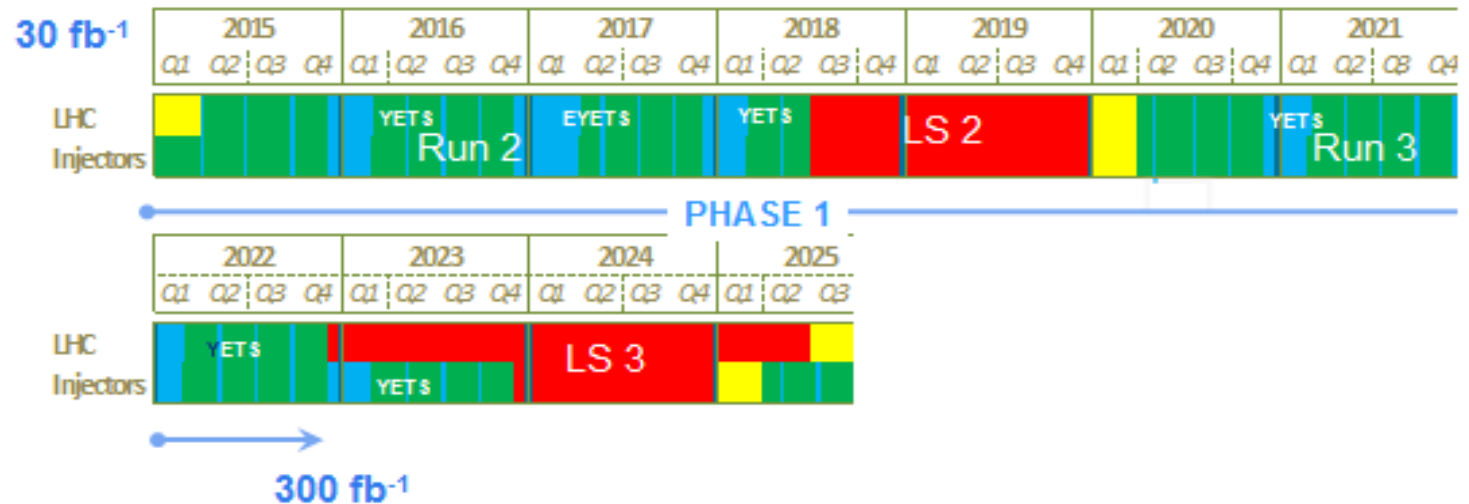 30 fb-1
2015 2016 2017 2018 2019 2020 2021
Q1 Q2 Q3 Q4 Q1 Q2 Q3 Q4 Q1 Q2 Q3 Q4 Q1 Q2 Q3 Q4 Q1 Q2 Q3 Q4 Q1 Q2 Q3 Q4 Q1 Q2 Q3 Q4
LHC
YETS EYETS YETS YETS
Run 2 LS 2 Run 3
Injectors
PHASE 1
2022 2023 2024 2025
Q1 Q2 Q3 Q4 Q1 Q2 Q3 Q4 Q1 Q2 Q3 Q4 Q1 Q2 Q3
LHC
YETS LS 3
Injectors
YETS
300 fb-1